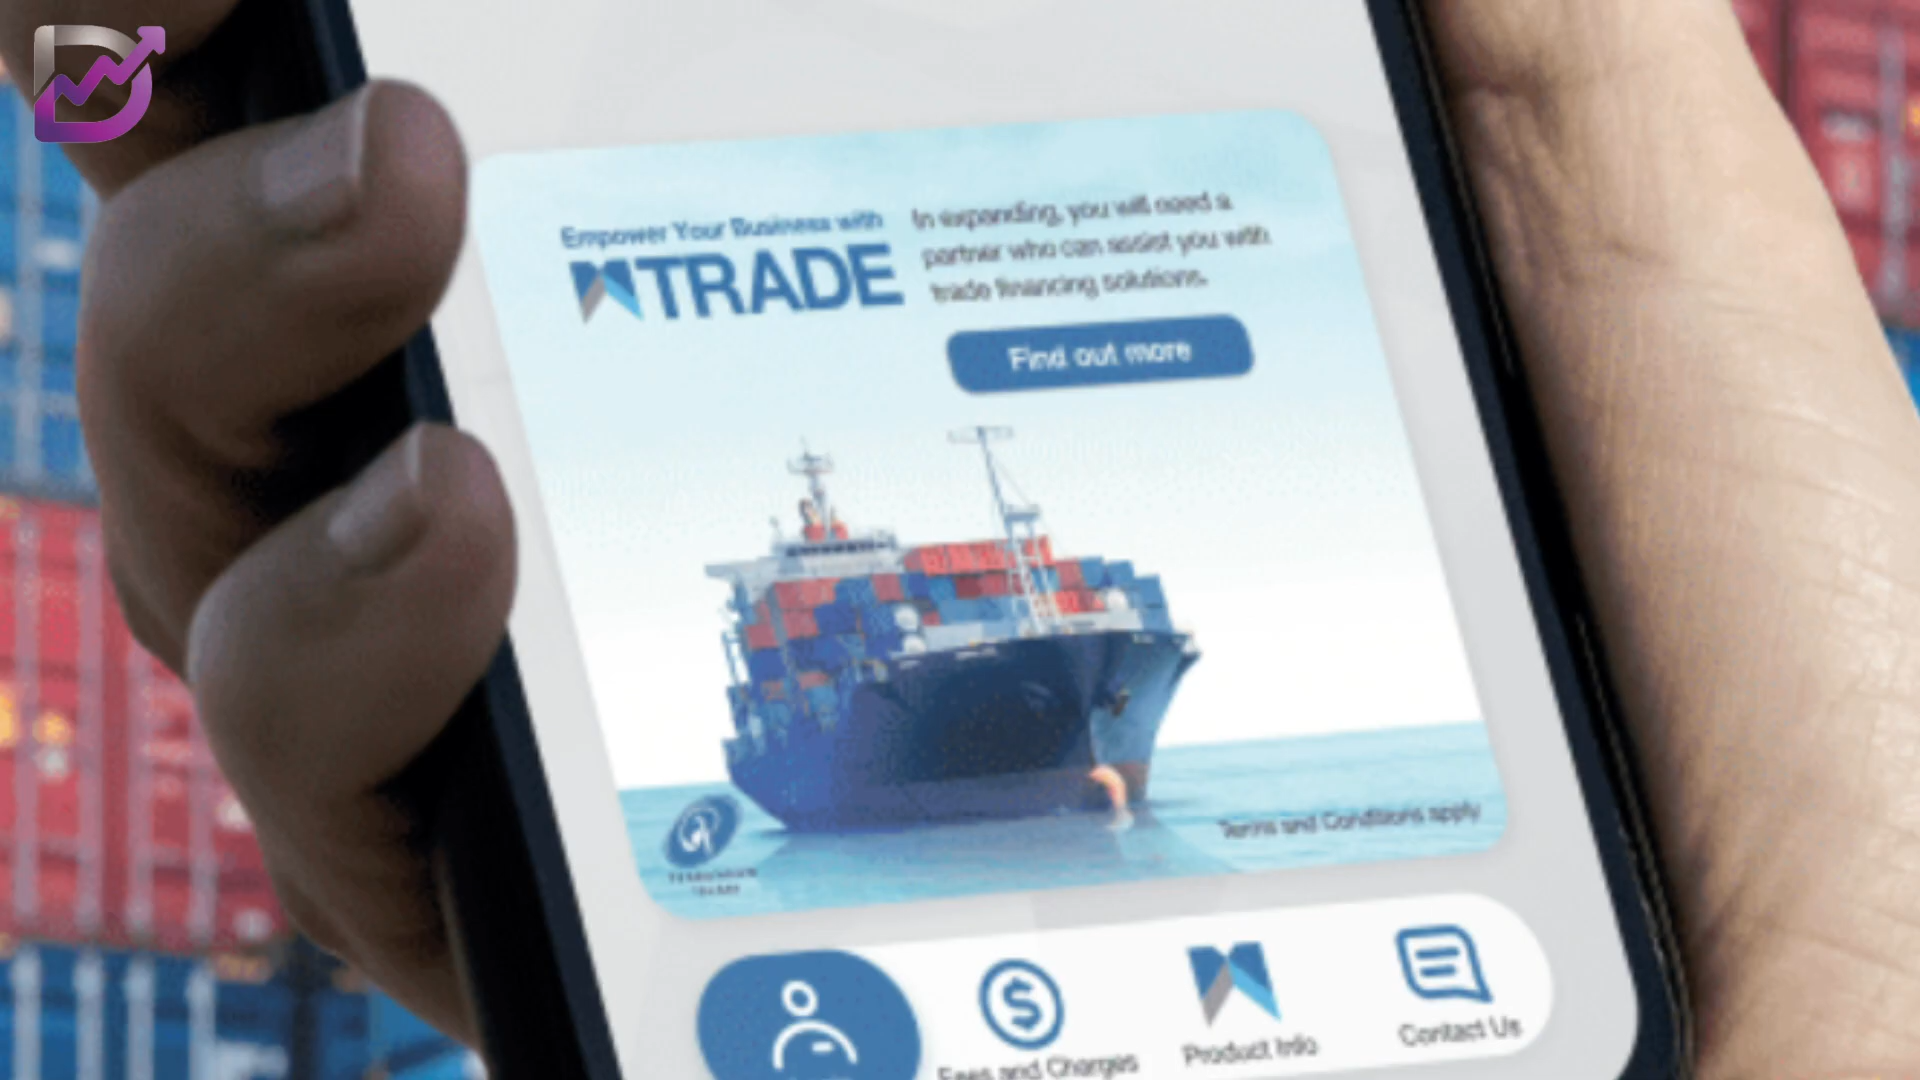 Empower Your Business with
MTRADE
In expanding, you will need a
partner who can assist you with
trade financing solutions.
Find out more
Terms and Conditions apply
Fees and Charges
Product Info
Contact Us